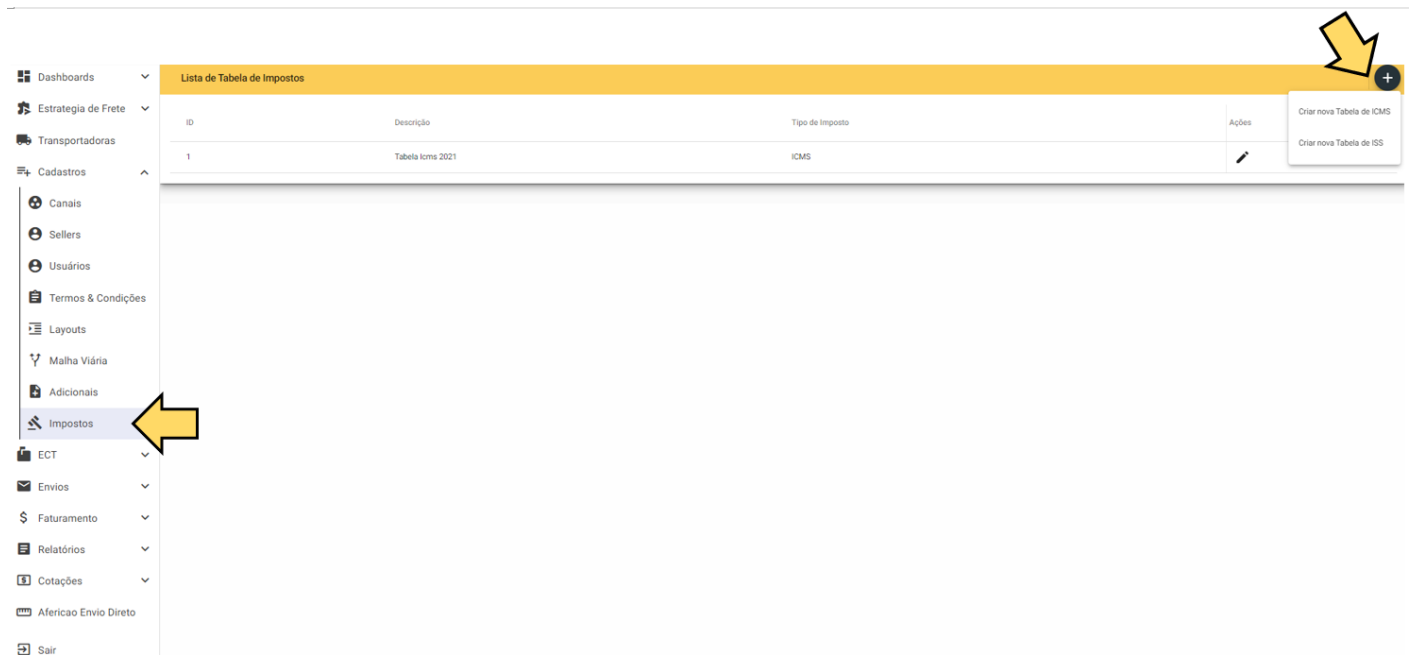 Dashboards
Estrategia de Frete
Transportadoras
Cadastros
Canais
Sellers
Usuários
Termos & Condições
Layouts
Malha Viária
Adicionais
Impostos
ECT
Envios
Faturamento
Relatórios
Cotações
Afericao Envio Direto
Sair
Lista de Tabela de Impostos
ID Descrição Tipo de Imposto Ações
1 Tabela Icms 2021 ICMS
Criar nova Tabela de ICMS
Criar nova Tabela de ISS